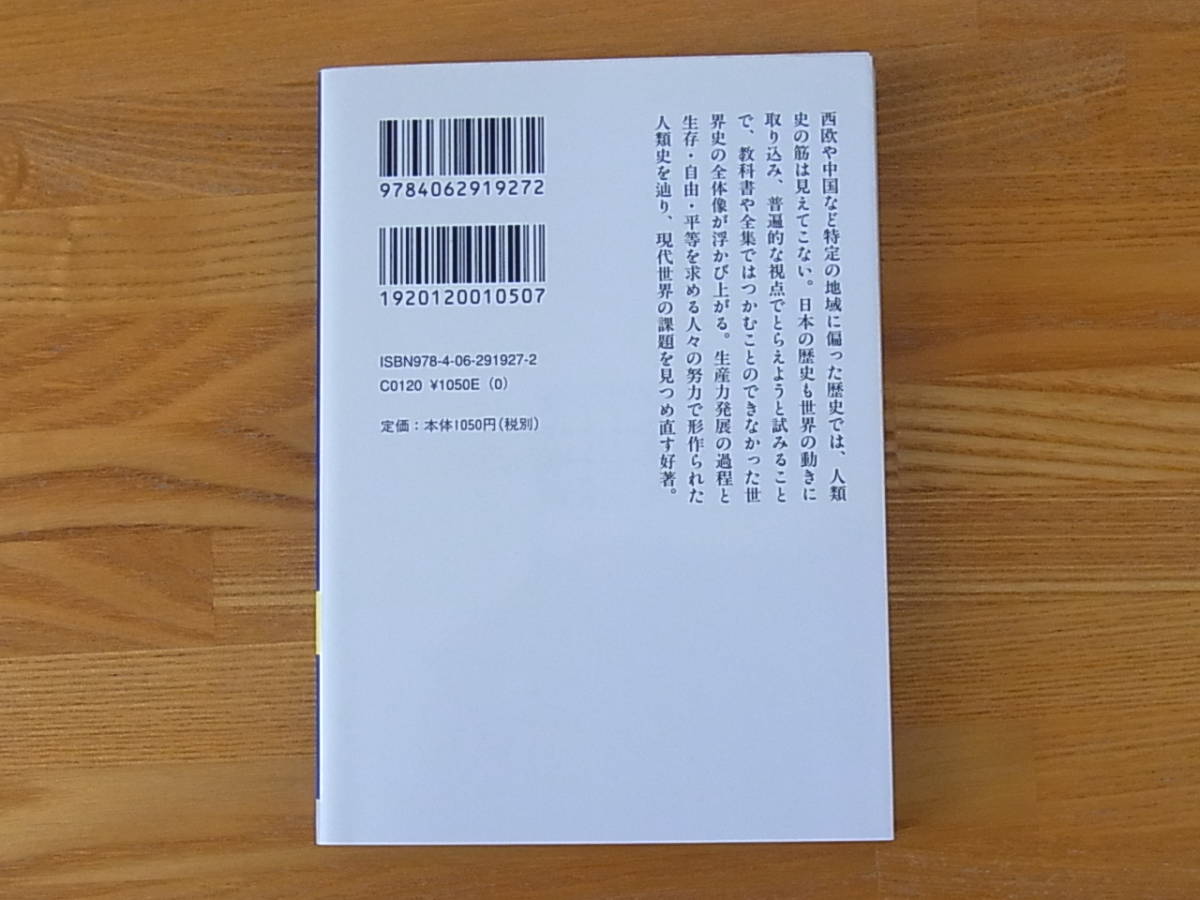 西欧や中国など特定の地域に偏った歴史では、人類
史の筋は見えてこない。日本の歴史も世界の動きに
取り込み、普遍的な視点でとらえようと試みること
で、教科書や全集ではつかむことのできなかった世
界史の全体像が浮かび上がる。生産力発展の過程と
生存・自由・平等を求める人々の努力で形作られた
人類史を辿り、現代世界の課題を見つめ直す好著。
9784062919272
1920120010507
ISBN978-4-06-291927-2
C0120 ¥1050E (0)
定価：本体1050円(税別)